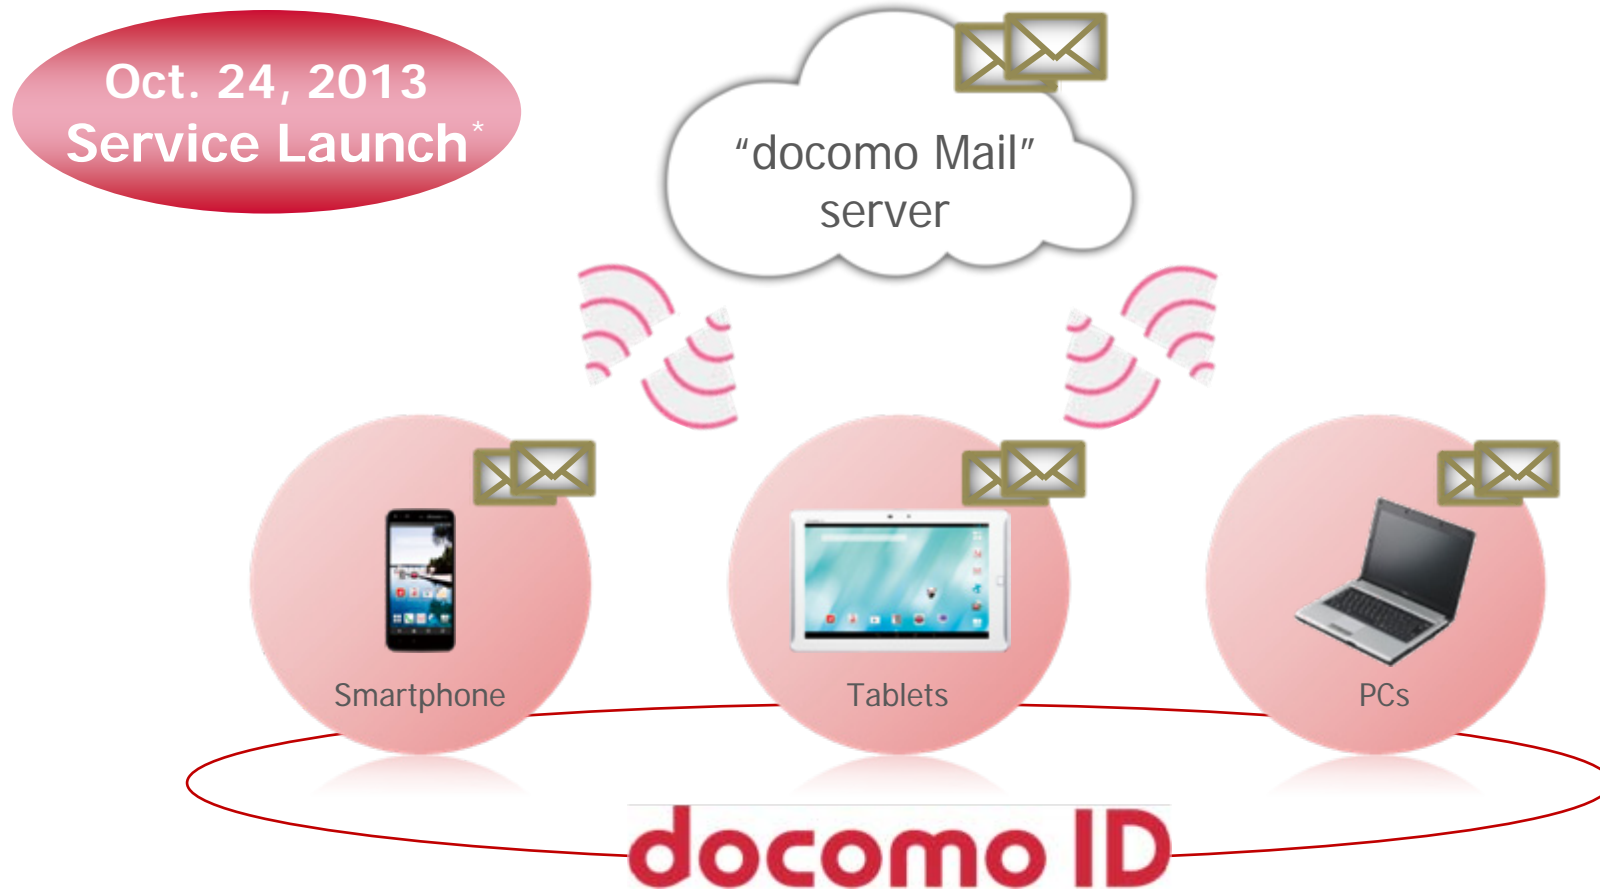 Oct. 24, 2013
Service Launch*
“docomo Mail”
server
Smartphone
Tablets
PCs
docomo ID